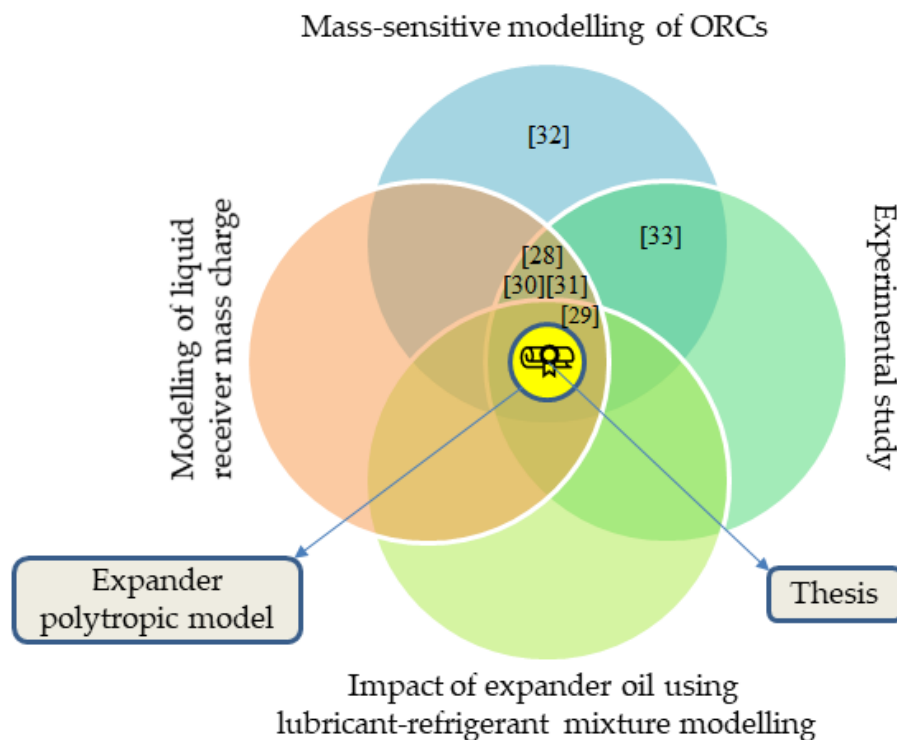 Mass-sensitive modelling of ORCs
[32]
[33]
Modelling of liquid
receiver mass charge
Experimental
study
[28]
[30][31]
[29]
Expander
polytropic model
Thesis
Impact of expander oil using
lubricant-refrigerant mixture modelling